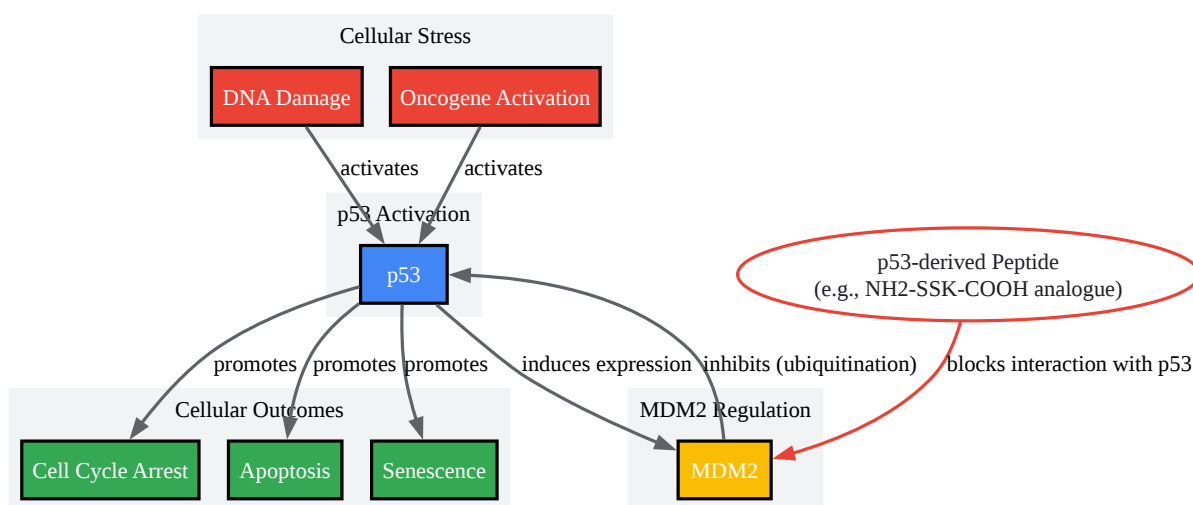 Cellular Stress
DNA Damage
Oncogene Activation
activates
activates
p53 Activation
p53
p53-derived Peptide
(e.g., NH2-SSK-COOH analogue)
promotes
promotes
promotes
induces expression
inhibits (ubiquitination)
blocks interaction with p53
Cellular Outcomes
MDM2 Regulation
Cell Cycle Arrest
Apoptosis
Senescence
MDM2